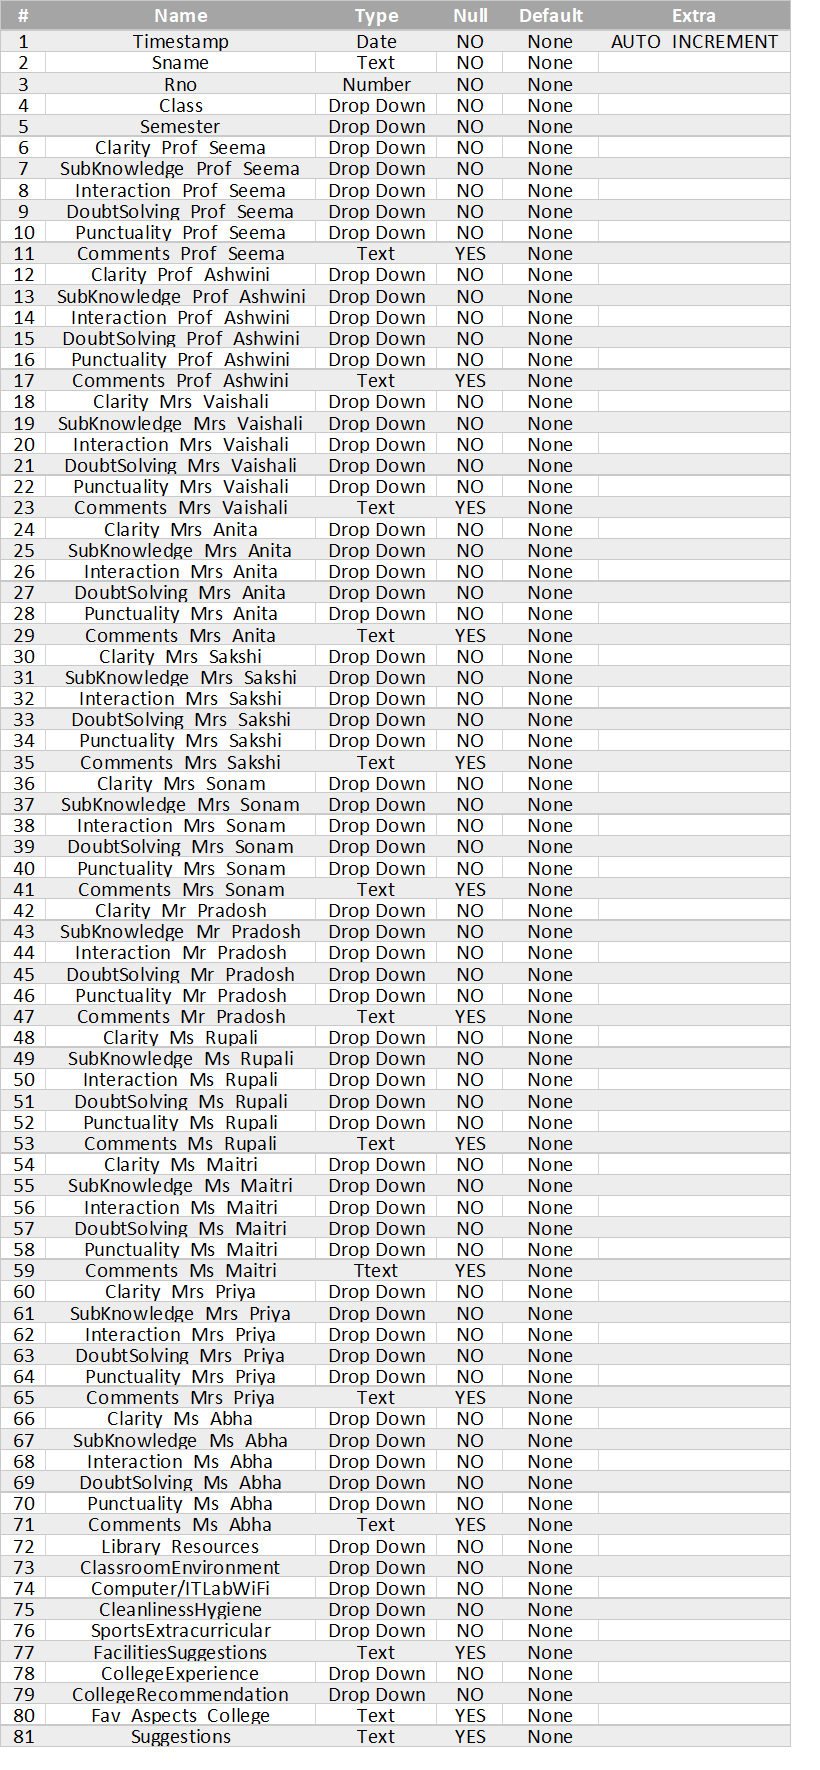 # Name Type Null Default Extra
1 Timestamp Date NO None AUTO INCREMENT
2 Sname Text NO None
3 Rno Number NO None
4 Class Drop Down NO None
5 Semester Drop Down NO None
6 Clarity Prof Seema Drop Down NO None
7 SubKnowledge Prof Seema Drop Down NO None
8 Interaction Prof Seema Drop Down NO None
9 DoubtSolving Prof Seema Drop Down NO None
10 Punctuality Prof Seema Drop Down NO None
11 Comments Prof Seema Text YES None
12 Clarity Prof Ashwini Drop Down NO None
13 SubKnowledge Prof Ashwini Drop Down NO None
14 Interaction Prof Ashwini Drop Down NO None
15 DoubtSolving Prof Ashwini Drop Down NO None
16 Punctuality Prof Ashwini Drop Down NO None
17 Comments Prof Ashwini Text YES None
18 Clarity Mrs Vaishali Drop Down NO None
19 SubKnowledge Mrs Vaishali Drop Down NO None
20 Interaction Mrs Vaishali Drop Down NO None
21 DoubtSolving Mrs Vaishali Drop Down NO None
22 Punctuality Mrs Vaishali Drop Down NO None
23 Comments Mrs Vaishali Text YES None
24 Clarity Mrs Anita Drop Down NO None
25 SubKnowledge Mrs Anita Drop Down NO None
26 Interaction Mrs Anita Drop Down NO None
27 DoubtSolving Mrs Anita Drop Down NO None
28 Punctuality Mrs Anita Drop Down NO None
29 Comments Mrs Anita Text YES None
30 Clarity Mrs Sakshi Drop Down NO None
31 SubKnowledge Mrs Sakshi Drop Down NO None
32 Interaction Mrs Sakshi Drop Down NO None
33 DoubtSolving Mrs Sakshi Drop Down NO None
34 Punctuality Mrs Sakshi Drop Down NO None
35 Comments Mrs Sakshi Text YES None
36 Clarity Mrs Sonam Drop Down NO None
37 SubKnowledge Mrs Sonam Drop Down NO None
38 Interaction Mrs Sonam Drop Down NO None
39 DoubtSolving Mrs Sonam Drop Down NO None
40 Punctuality Mrs Sonam Drop Down NO None
41 Comments Mrs Sonam Text YES None
42 Clarity Mr Pradosh Drop Down NO None
43 SubKnowledge Mr Pradosh Drop Down NO None
44 Interaction Mr Pradosh Drop Down NO None
45 DoubtSolving Mr Pradosh Drop Down NO None
46 Punctuality Mr Pradosh Drop Down NO None
47 Comments Mr Pradosh Text YES None
48 Clarity Ms Rupali Drop Down NO None
49 SubKnowledge Ms Rupali Drop Down NO None
50 Interaction Ms Rupali Drop Down NO None
51 DoubtSolving Ms Rupali Drop Down NO None
52 Punctuality Ms Rupali Drop Down NO None
53 Comments Ms Rupali Text YES None
54 Clarity Ms Maitri Drop Down NO None
55 SubKnowledge Ms Maitri Drop Down NO None
56 Interaction Ms Maitri Drop Down NO None
57 DoubtSolving Ms Maitri Drop Down NO None
58 Punctuality Ms Maitri Drop Down NO None
59 Comments Ms Maitri Ttext YES None
60 Clarity Mrs Priya Drop Down NO None
61 SubKnowledge Mrs Priya Drop Down NO None
62 Interaction Mrs Priya Drop Down NO None
63 DoubtSolving Mrs Priya Drop Down NO None
64 Punctuality Mrs Priya Drop Down NO None
65 Comments Mrs Priya Text YES None
66 Clarity Ms Abha Drop Down NO None
67 SubKnowledge Ms Abha Drop Down NO None
68 Interaction Ms Abha Drop Down NO None
69 DoubtSolving Ms Abha Drop Down NO None
70 Punctuality Ms Abha Drop Down NO None
71 Comments Ms Abha Text YES None
72 Library Resources Drop Down NO None
73 ClassroomEnvironment Drop Down NO None
74 Computer/ITLabWiFi Drop Down NO None
75 CleanlinessHygiene Drop Down NO None
76 SportsExtracurricular Drop Down NO None
77 FacilitiesSuggestions Text YES None
78 CollegeExperience Drop Down NO None
79 CollegeRecommendation Drop Down NO None
80 Fav Aspects College Text YES None
81 Suggestions Text YES None